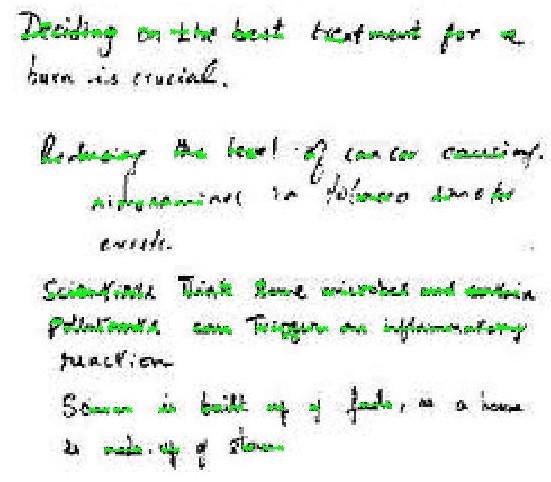 Deciding on the best treatment for a
burn is crucial.
Reducing the level of cancer causing
nitrosamines in tobacco smoke
exists.
Scientists Think some microbes and certain
pollutants can Trigger an inflammatory
reaction
Science is built up of facts, as a house
is made up of stones